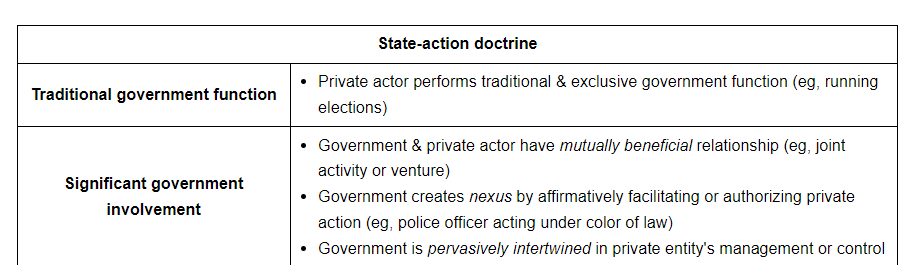 State-action doctrine
Traditional government function
• Private actor performs traditional & exclusive government function (eg, running
elections)
Significant government
involvement
• Government & private actor have mutually beneficial relationship (eg, joint
activity or venture)
• Government creates nexus by affirmatively facilitating or authorizing private
action (eg, police officer acting under color of law)
• Government is pervasively intertwined in private entity's management or control